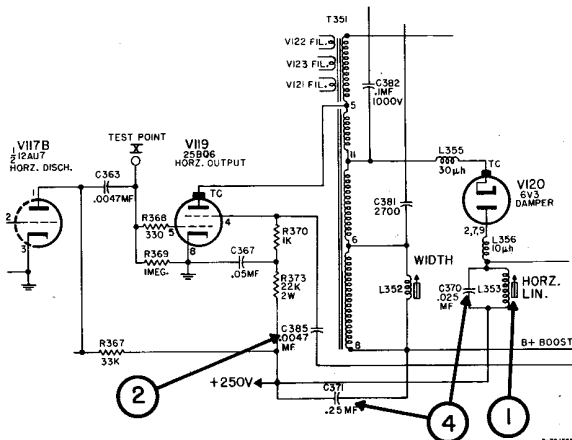 T351
V122 FIL.
V123 FIL.
V121 FIL.
C382
.1MF
1000V
5
V117B
½ 12AU7
HORZ. DISCH.
TEST POINT
X
V119
25BQ6
HORZ. OUTPUT
TC
C363
.0047MF
1
2
3
R368
330
5
4
8
R369
1MEG.
C367
.05MF
R370
1K
R373
22K
2W
11
L355
30µh
TC
V120
6V3
DAMPER
2,7,9
C381
2700
6
WIDTH
L352
L356
10µh
C370
.025
MF
L353
HORZ.
LIN.
C385
.0047
MF
8
B+ BOOST
R367
33K
2
+250V
C371
.25MF
4
1